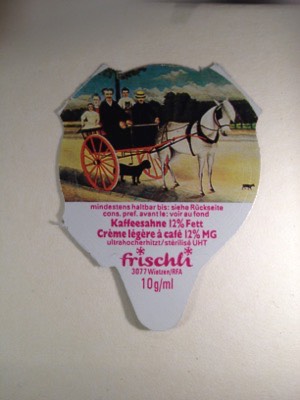 mindestens haltbar bis: siehe Rückseite
cons. pref. avant le: voir au fond
Kaffeesahne 12% Fett
Crème légère à café 12% MG
ultrahocherhitzt/stérilisé UHT
frischli
3077 Wietzen/RFA
10g/ml